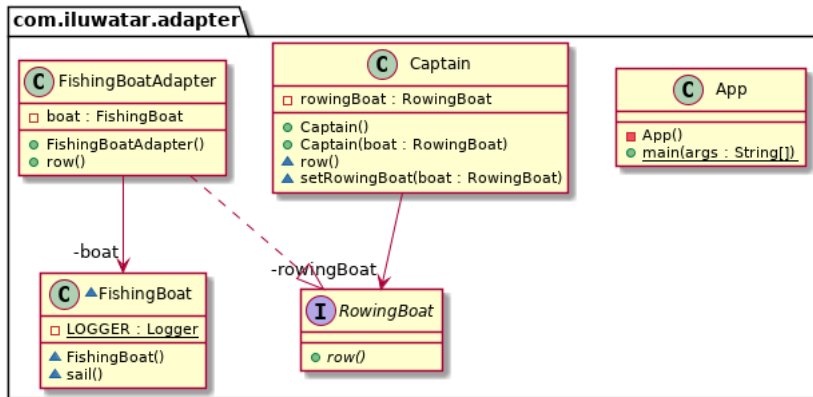 com.iluwatar.adapter
C FishingBoatAdapter
boat : FishingBoat
FishingBoatAdapter()
row()
C Captain
rowingBoat : RowingBoat
Captain()
Captain(boat : RowingBoat)
row()
setRowingBoat(boat : RowingBoat)
C App
App()
main(args : String[])
-boat
-rowingBoat
C FishingBoat
LOGGER : Logger
FishingBoat()
sail()
I RowingBoat
row()